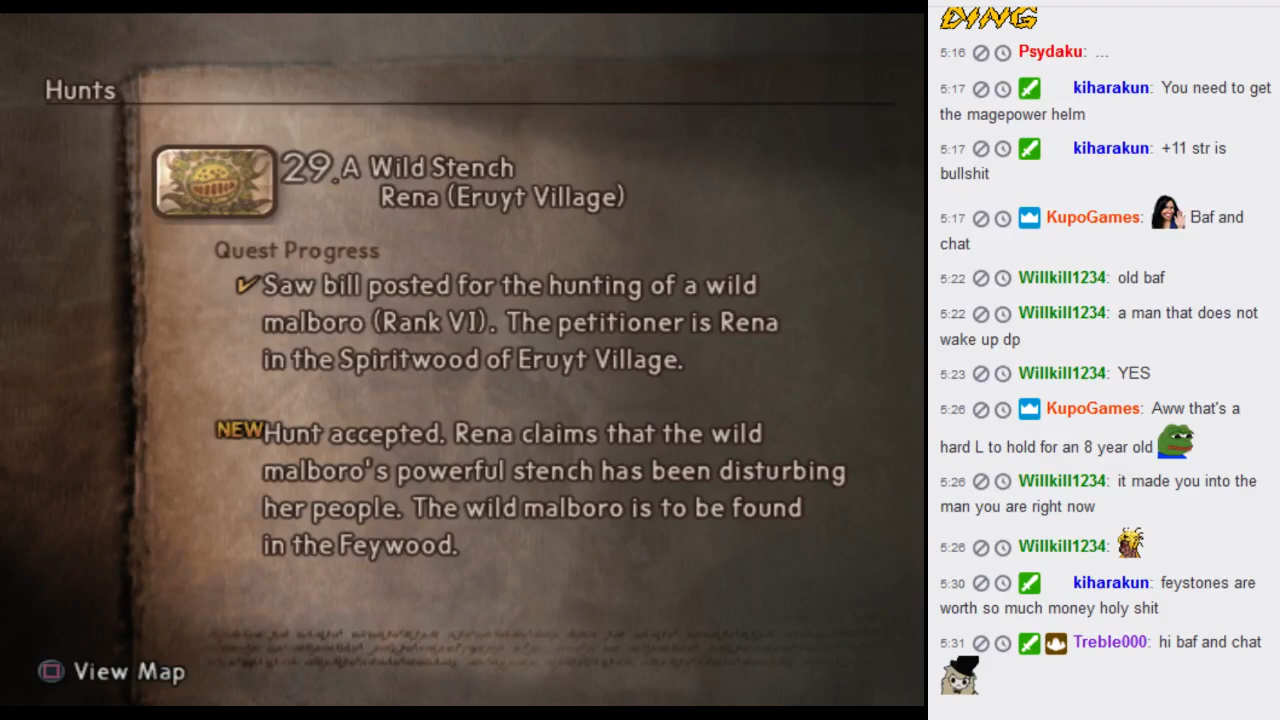 Hunts
29. A Wild Stench
Rena (Eruyt Village)
Quest Progress
Saw bill posted for the hunting of a wild
malboro (Rank VI). The petitioner is Rena
in the Spiritwood of Eruyt Village.
NEW Hunt accepted. Rena claims that the wild
malboro's powerful stench has been disturbing
her people. The wild malboro is to be found
in the Feywood.
View Map
DING
5:16 Psydaku: ...
5:17 kiharakun: You need to get
the magepower helm
5:17 kiharakun: +11 str is
bullshit
5:17 KupoGames: Baf and
chat
5:22 Willkill1234: old baf
5:22 Willkill1234: a man that does not
wake up dp
5:23 Willkill1234: YES
5:26 KupoGames: Aww that's a
hard L to hold for an 8 year old
5:26 Willkill1234: it made you into the
man you are right now
5:26 Willkill1234:
5:30 kiharakun: feystones are
worth so much money holy shit
5:31 Treble000: hi baf and chat